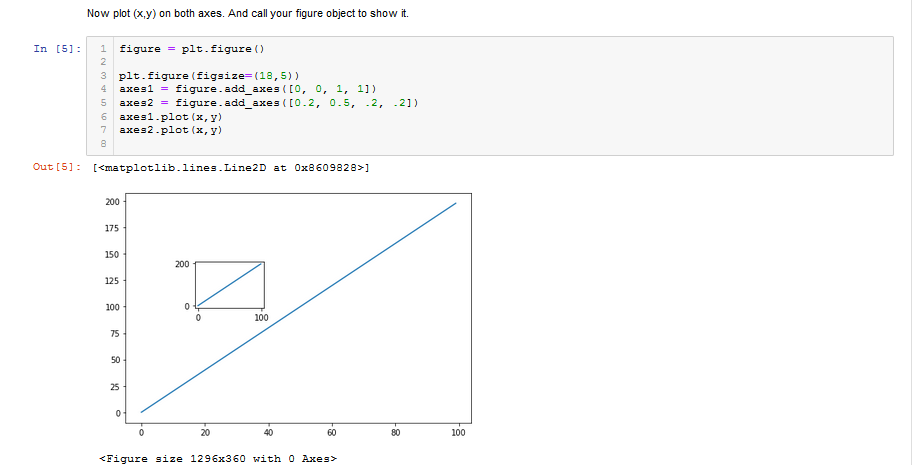 Now plot (x,y) on both axes. And call your figure object to show it.
In [5]:
1 figure = plt.figure()
2
3 plt.figure(figsize=(18,5))
4 axes1 = figure.add_axes([0, 0, 1, 1])
5 axes2 = figure.add_axes([0.2, 0.5, .2, .2])
6 axes1.plot(x,y)
7 axes2.plot(x,y)
8
Out[5]: [<matplotlib.lines.Line2D at 0x8609828>]
200
175
150
125
100
75
50
25
0
200
0
0 100
0 20 40 60 80 100
<Figure size 1296x360 with 0 Axes>